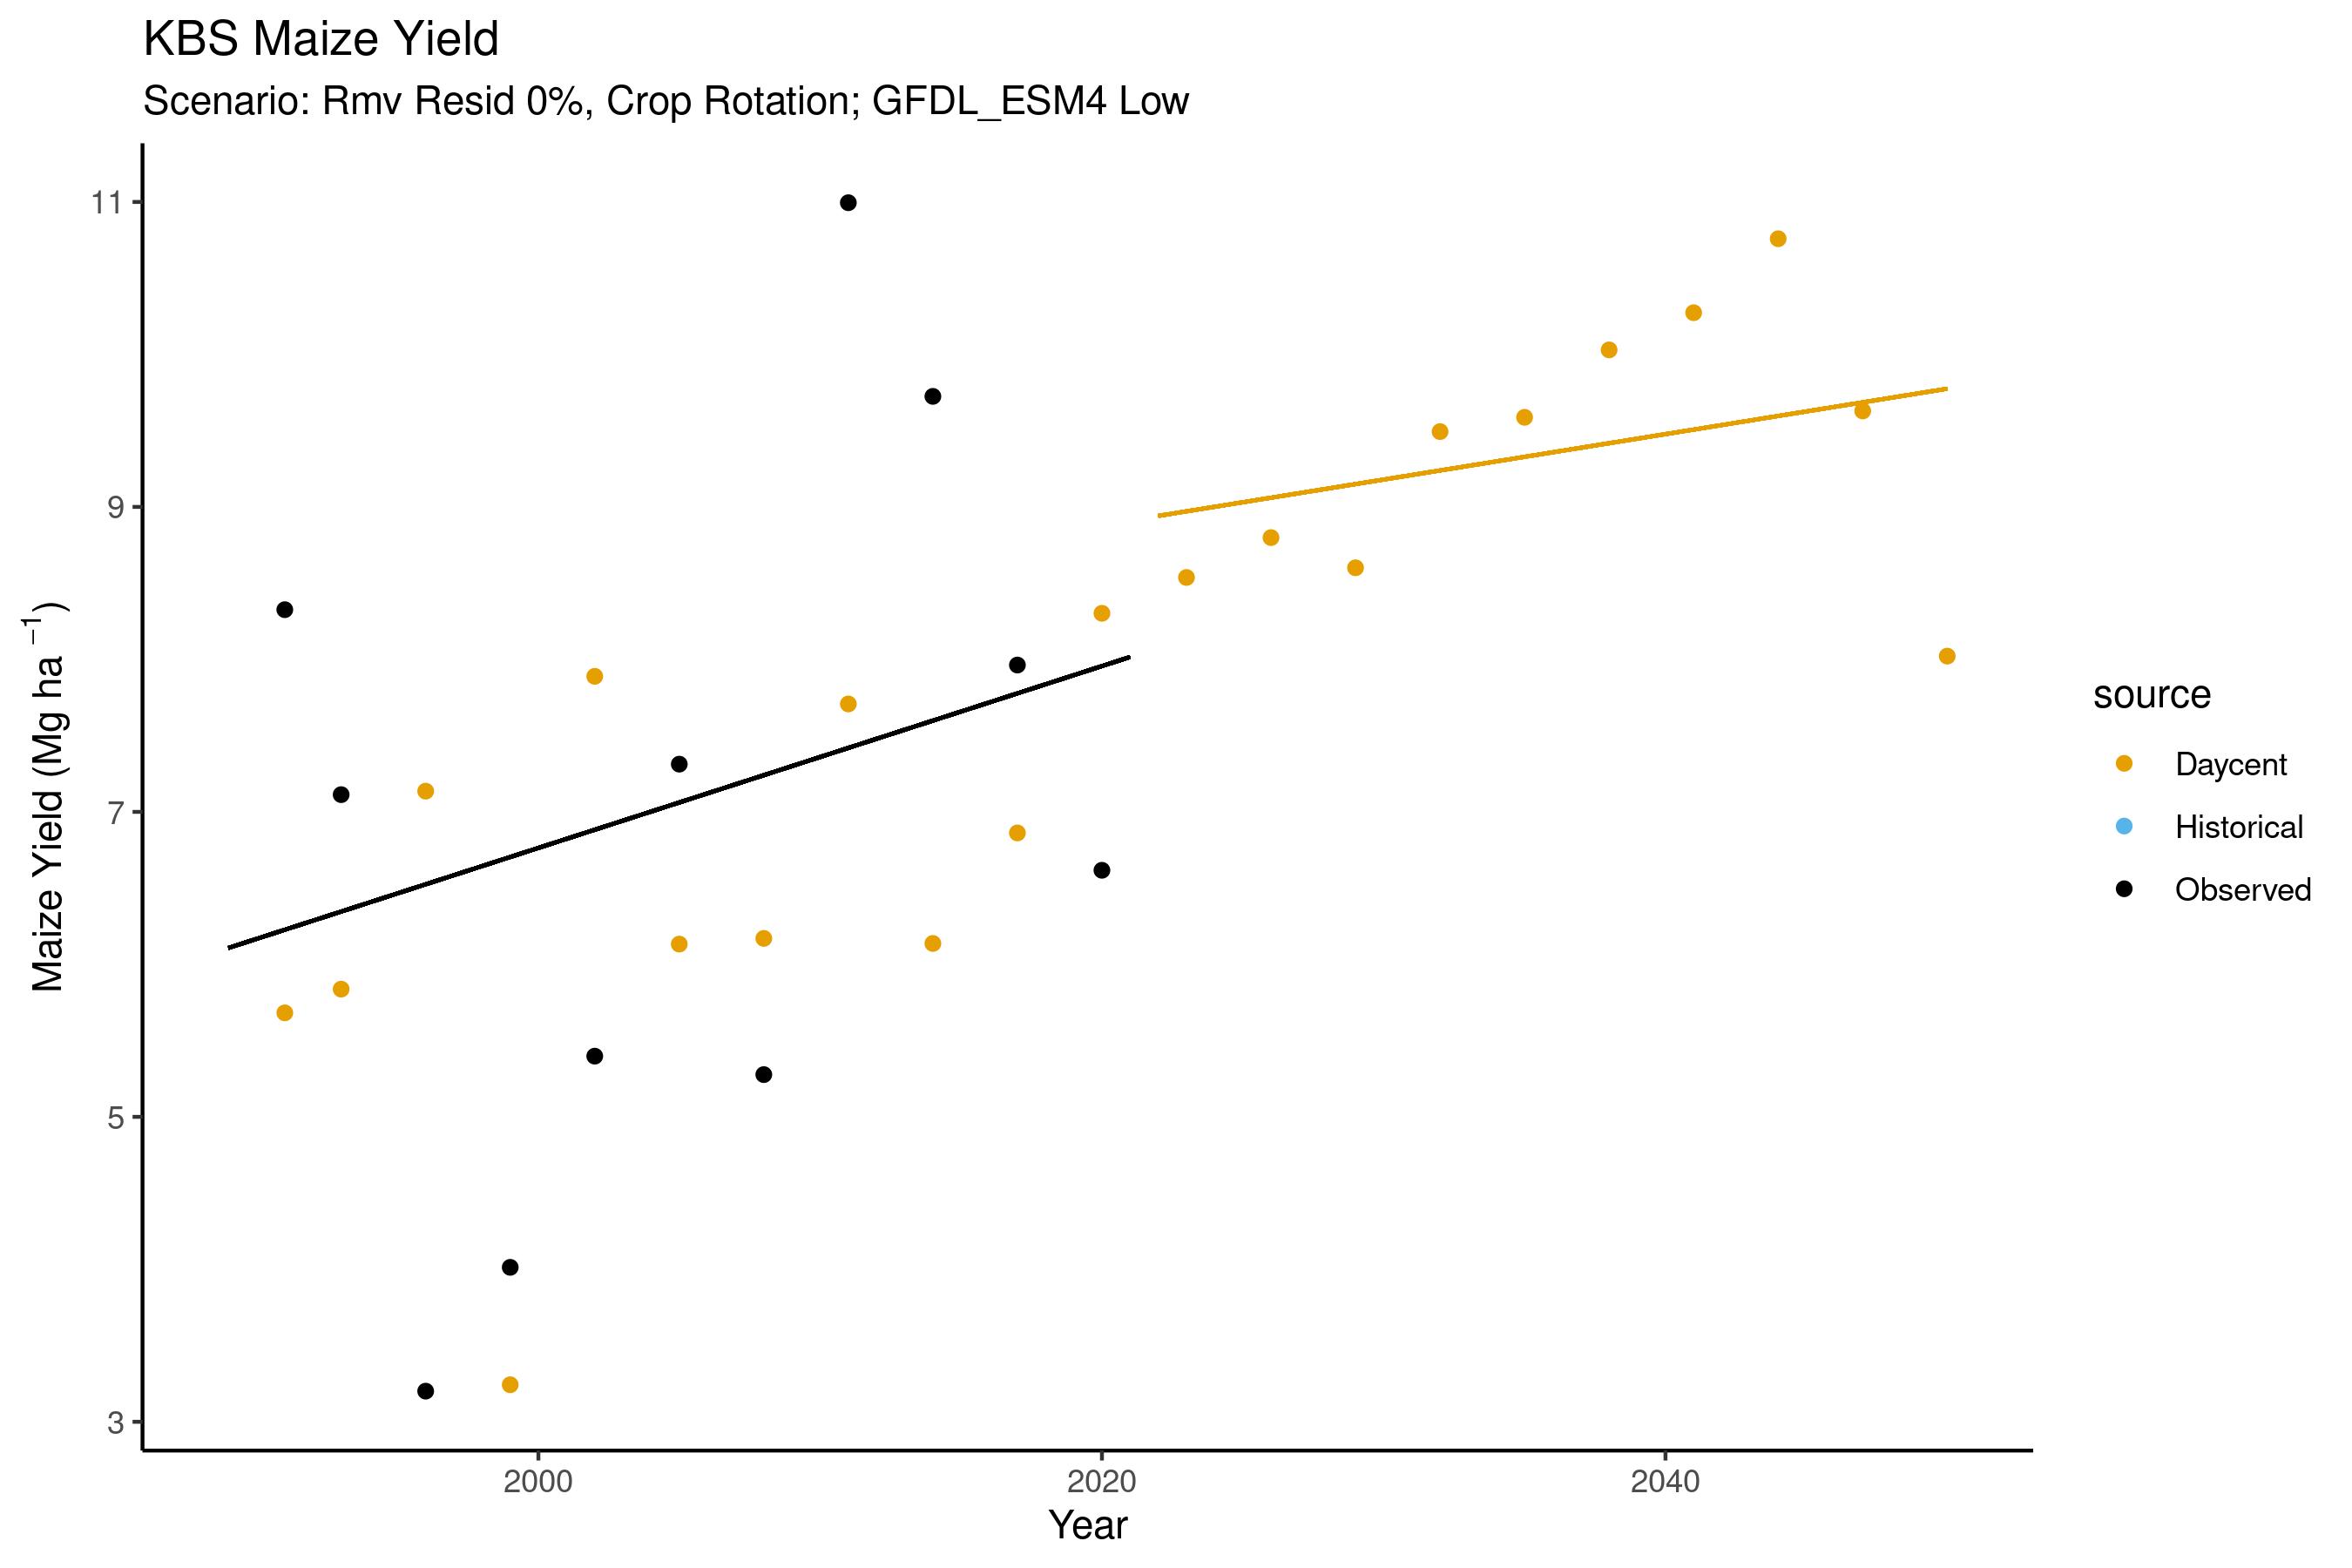 KBS Maize Yield
Scenario: Rmv Resid 0%, Crop Rotation; GFDL_ESM4 Low
Maize Yield (Mg ha −1)
11
9
7
5
3
2000
2020
2040
Year
source
Daycent
Historical
Observed